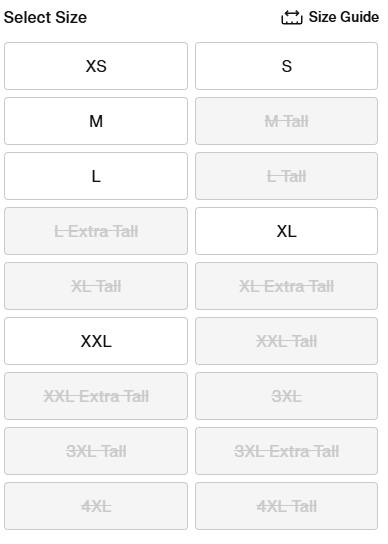 Select Size
Size Guide
XS
S
M
M Tall
L
L Tall
L Extra Tall
XL
XL Tall
XL Extra Tall
XXL
XXL Tall
XXL Extra Tall
3XL
3XL Tall
3XL Extra Tall
4XL
4XL Tall